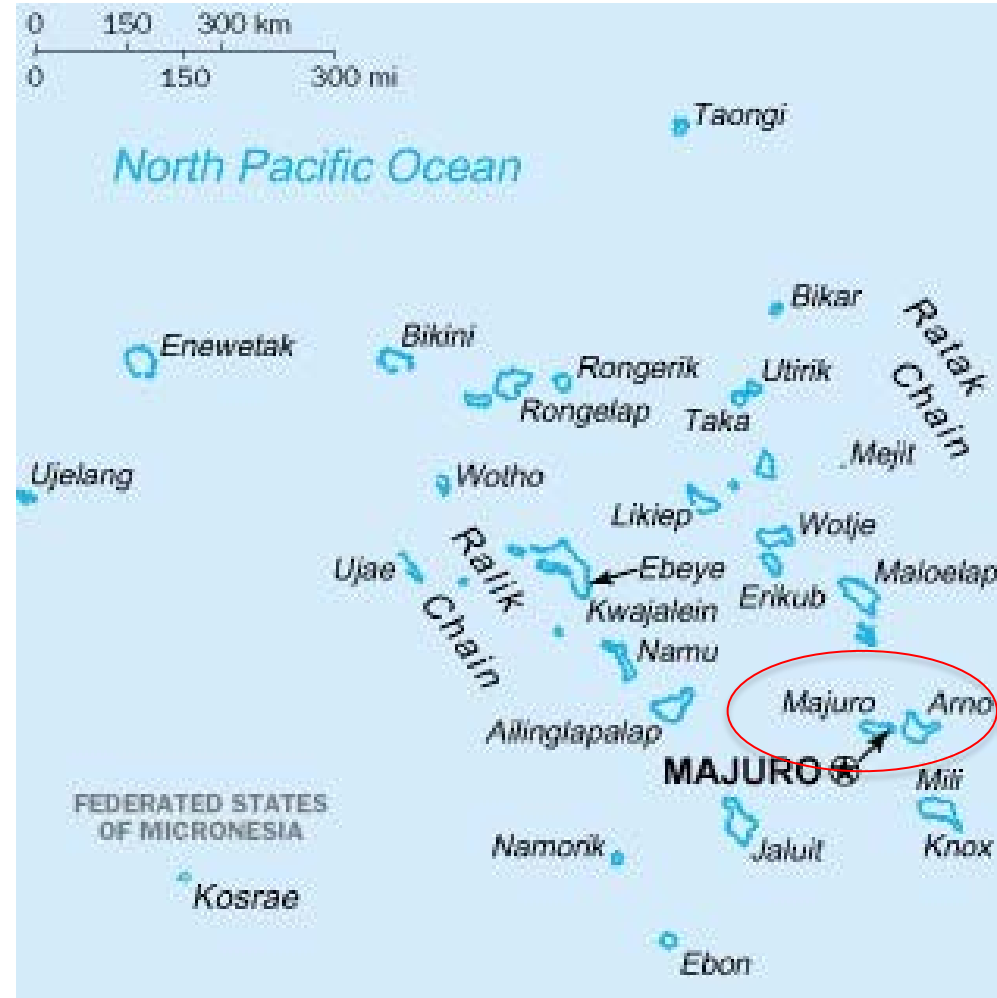 0 150 300 km
0 150 300 mi
Taongi
North Pacific Ocean
Bikar
Ratak
Chain
Enewetak
Bikini
Rongerik
Utirik
Rongelap
Taka
Mejit
Ujelang
Wotho
Likiep
Wotje
Ralik
Chain
Ujae
Ebeye
Maloelap
Kwajalein
Erikub
Namu
Majuro
Arno
Ailinglapalap
MAJURO
Mili
FEDERATED STATES
OF MICRONESIA
Namorik
Jaluit
Knox
Kosrae
Ebon